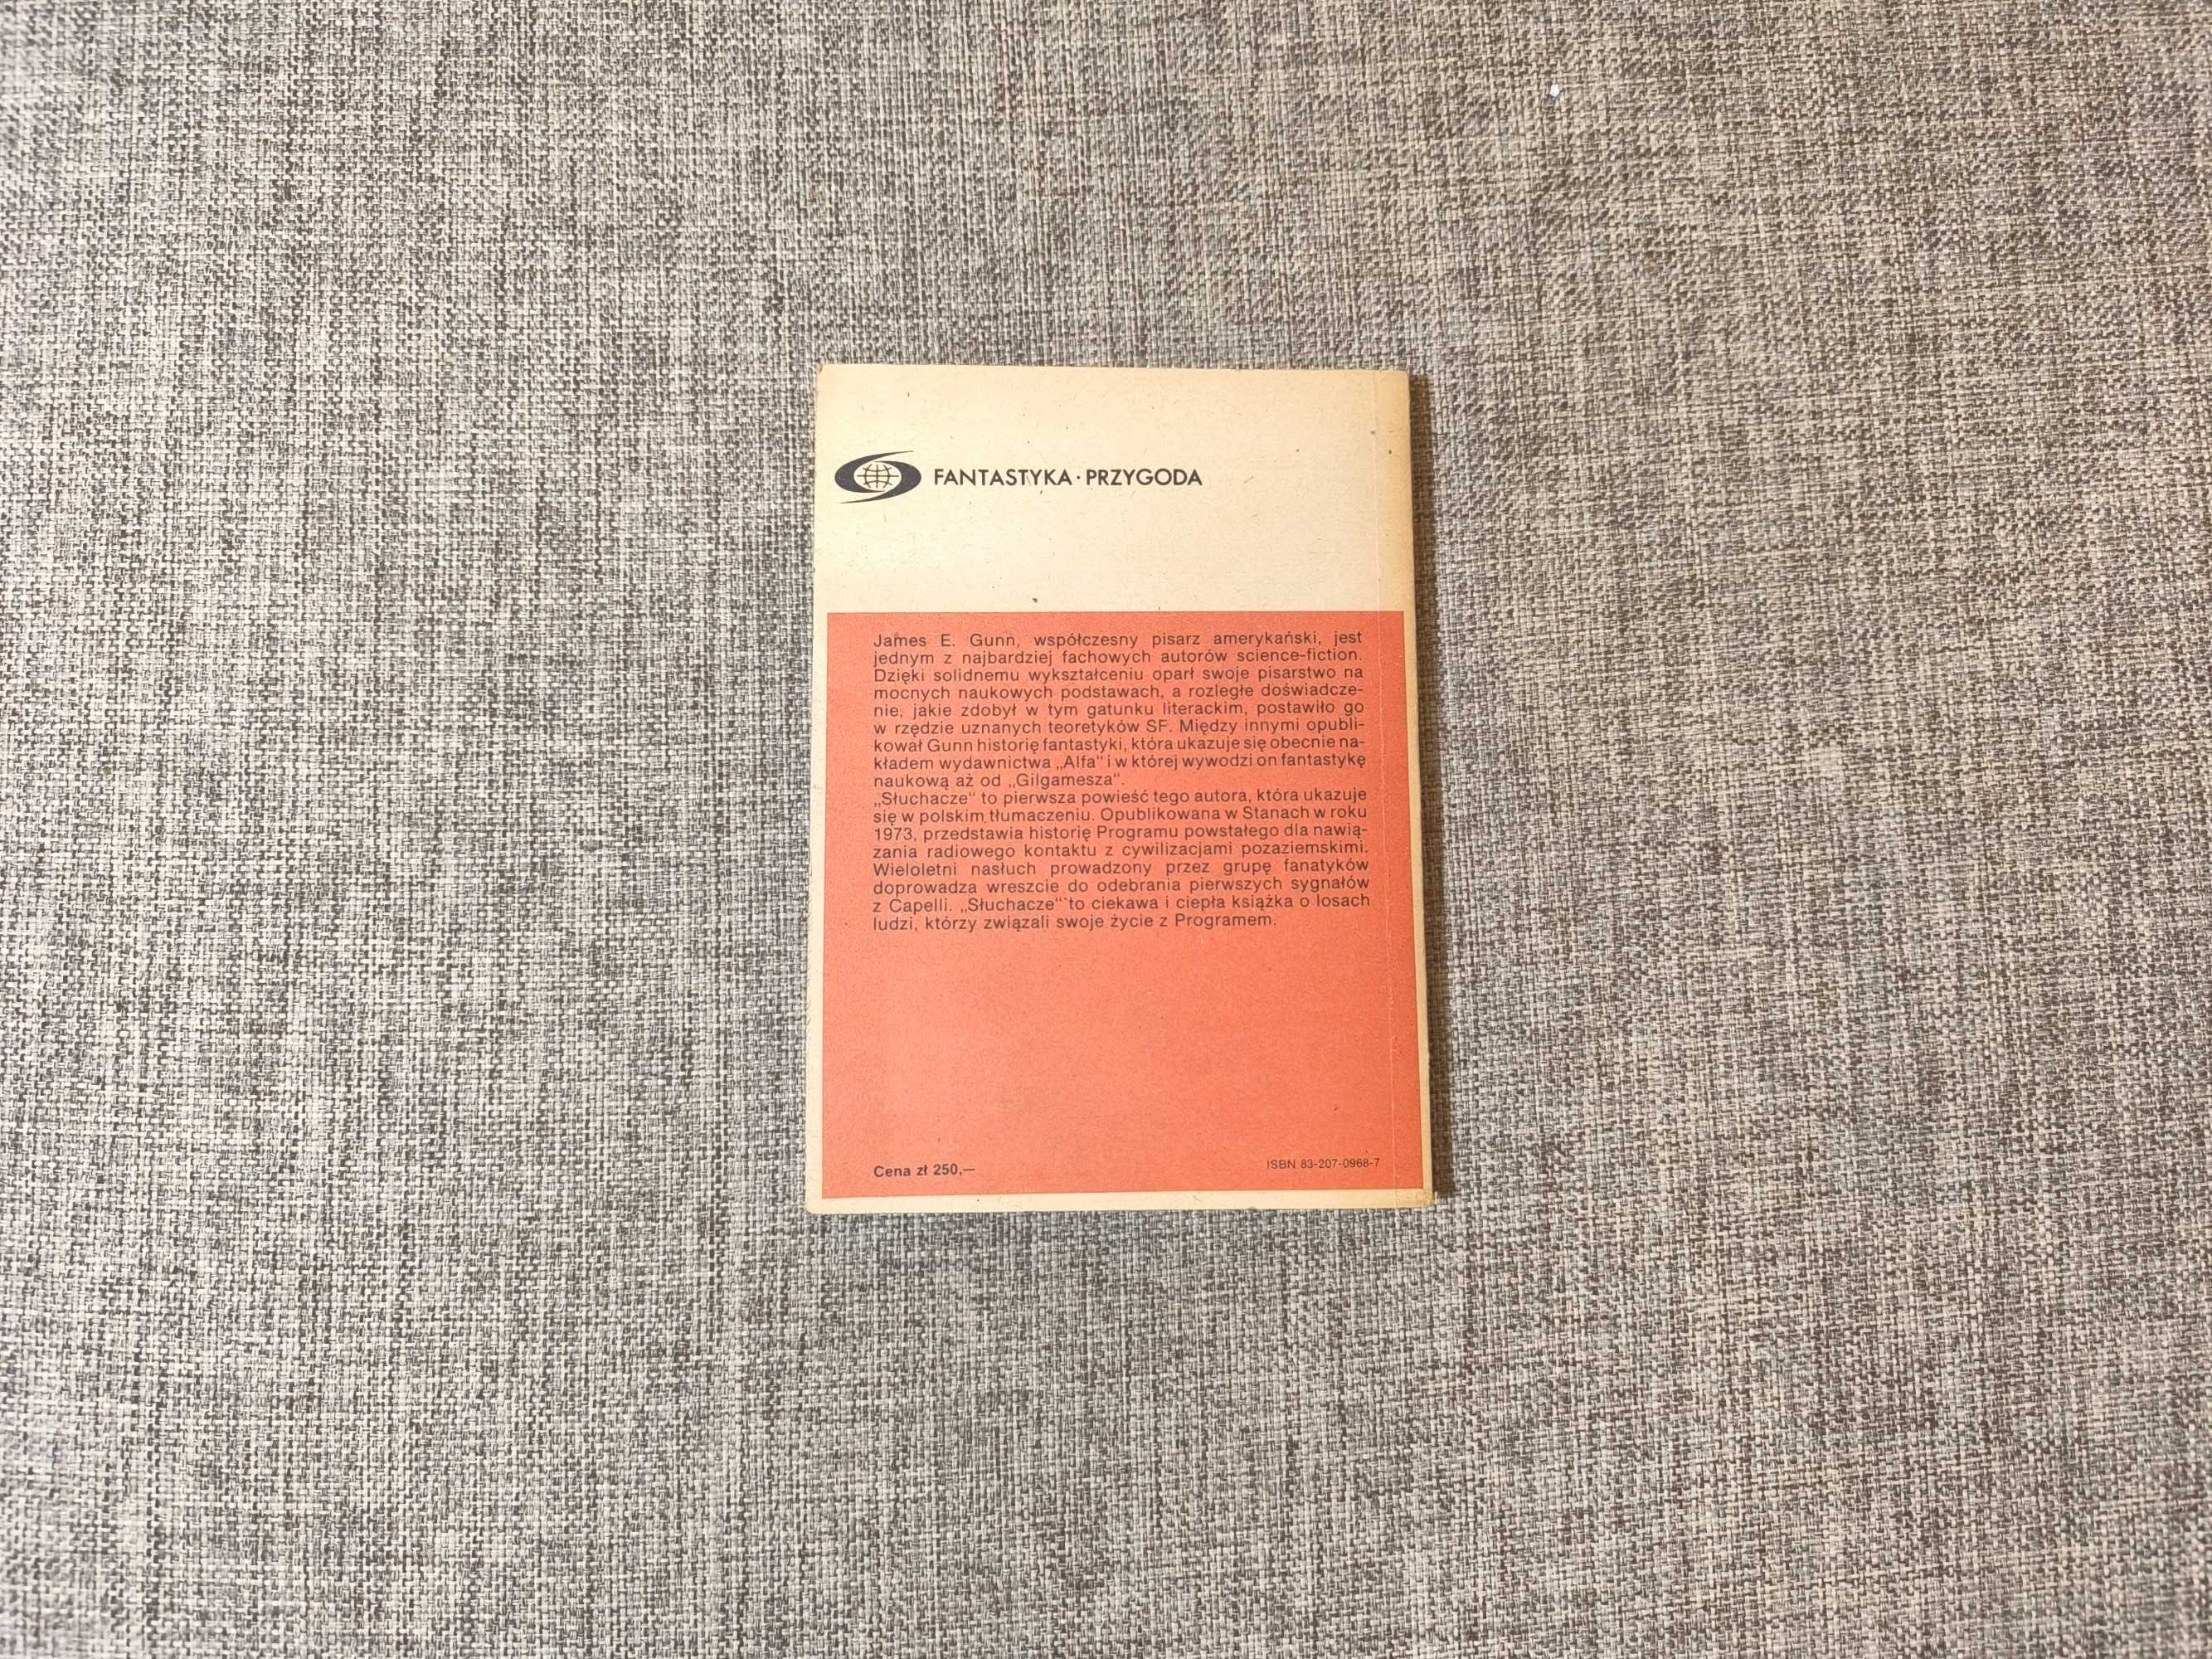 FANTASTYKA · PRZYGODA
James E. Gunn, współczesny pisarz amerykański, jest
jednym z najbardziej fachowych autorów science-fiction.
Dzięki solidnemu wykształceniu oparł swoje pisarstwo na
mocnych naukowych podstawach, a rozległe doświadcze-
nie, jakie zdobył w tym gatunku literackim, postawiło go
w rzędzie uznanych teoretyków SF. Między innymi opubli-
kował Gunn historię fantastyki, która ukazuje się obecnie na-
kładem wydawnictwa „Alfa“ i w której wywodzi on fantastykę
naukową aż od „Gilgamesza“.
„Słuchacze“ to pierwsza powieść tego autora, która ukazuje
się w polskim tłumaczeniu. Opublikowana w Stanach w roku
1973, przedstawia historię Programu powstałego dla nawią-
zania radiowego kontaktu z cywilizacjami pozaziemskimi.
Wieloletni nasłuch prowadzony przez grupę fanatyków
doprowadza wreszcie do odebrania pierwszych sygnałów
z Capelli. „Słuchacze“ to ciekawa i ciepła książka o losach
ludzi, którzy związali swoje życie z Programem.
Cena zł 250,—
ISBN 83-207-0968-7